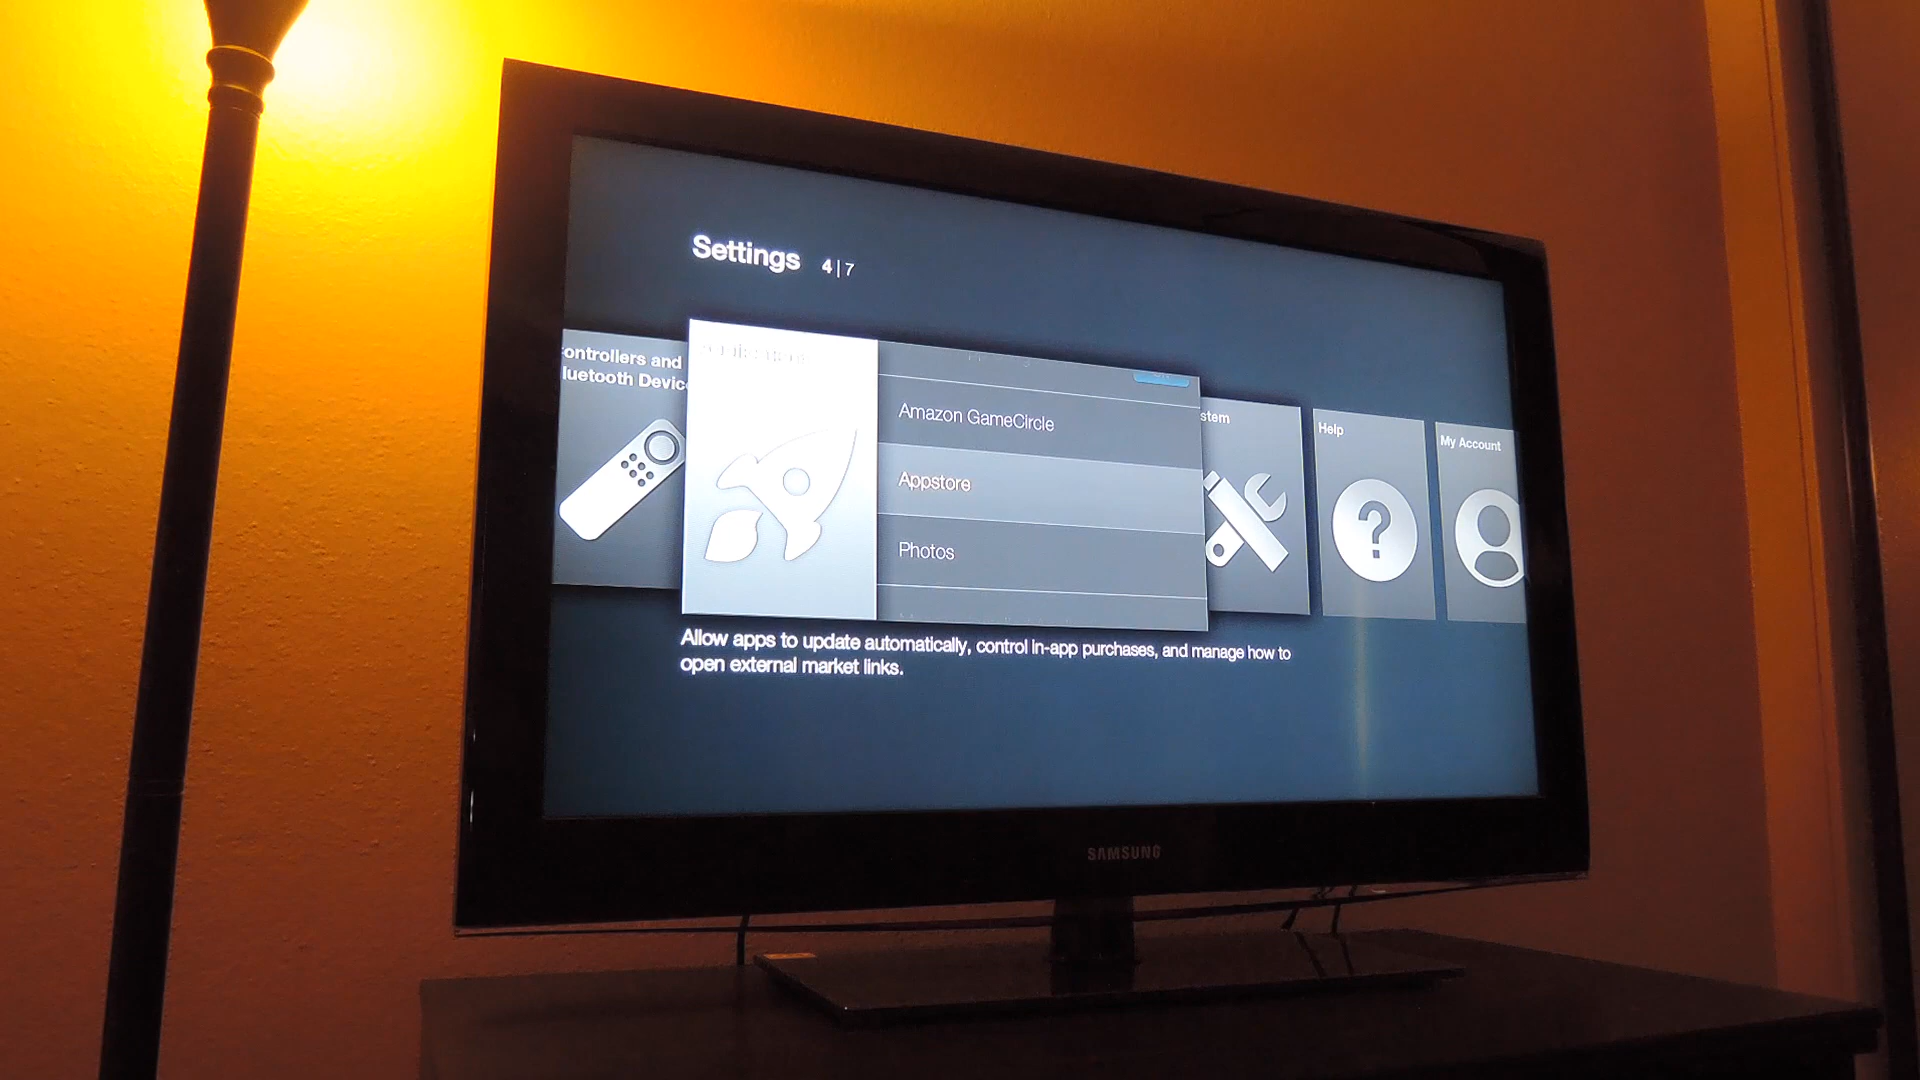 Settings 4|7
ontrollers and
luetooth Devic
Amazon GameCircle
Appstore
Photos
stem
Help
My Account
Allow apps to update automatically, control in-app purchases, and manage how to
open external market links.
SAMSUNG